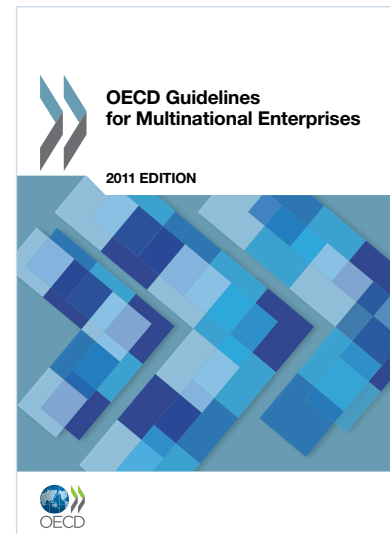 OECD Guidelines
for Multinational Enterprises
2011 EDITION
OECD